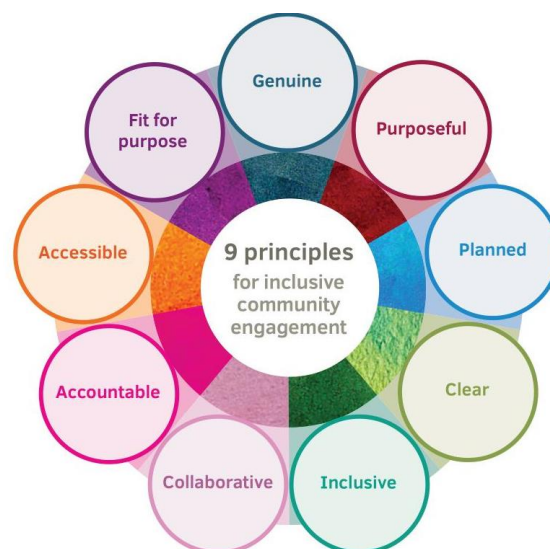 9 principles
for inclusive
community
engagement
Genuine
Purposeful
Planned
Clear
Inclusive
Collaborative
Accountable
Accessible
Fit for
purpose